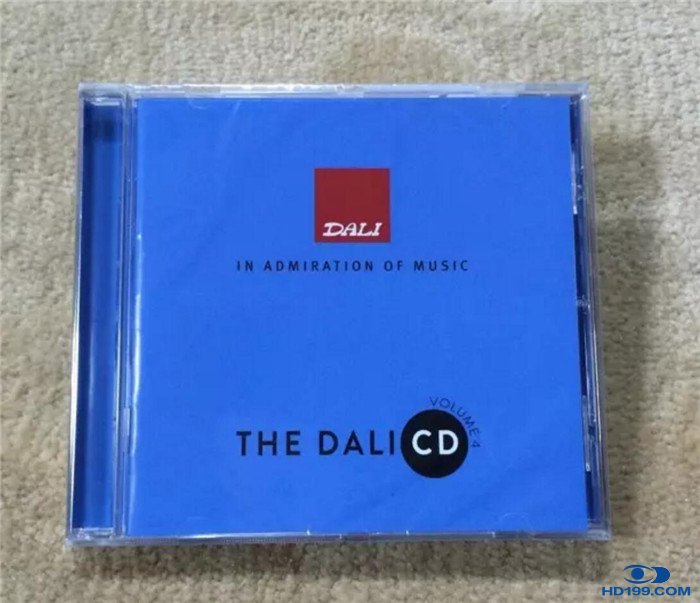 DALI
IN ADMIRATION OF MUSIC
VOLUME 4
THE DALI CD
HD199.COM